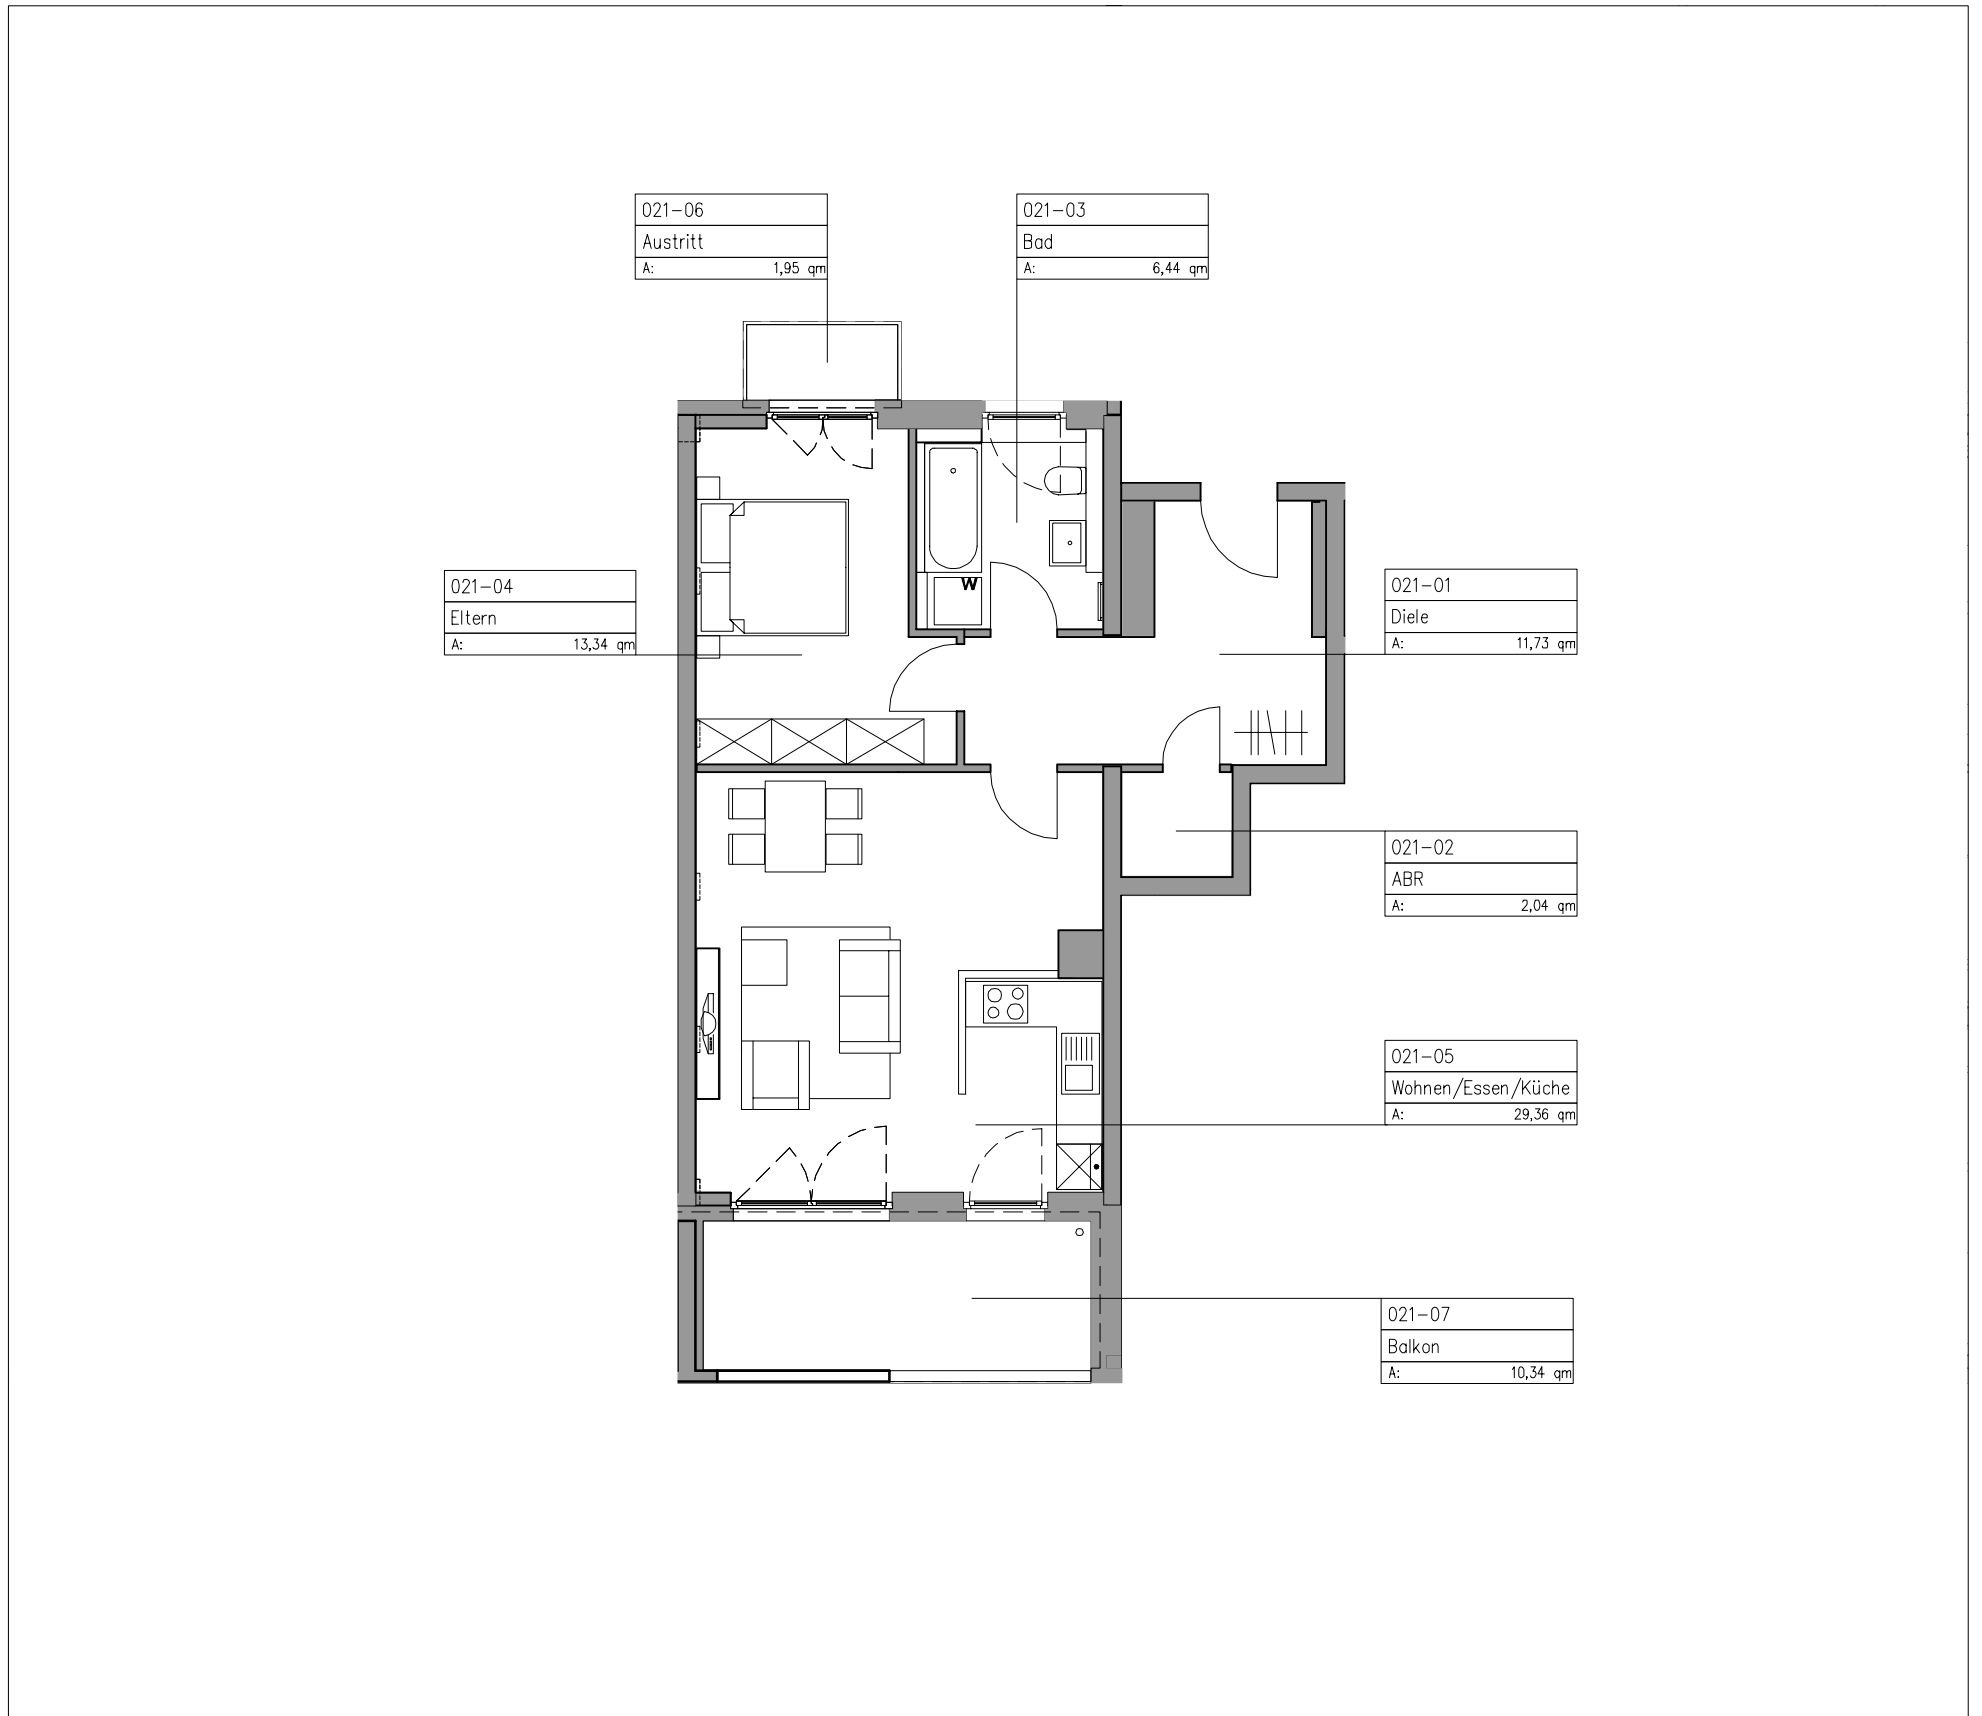 021-06
Austritt
A: 1,95 qm
021-03
Bad
A: 6,44 qm
W
021-04
Eltern
A: 13,34 qm
021-01
Diele
A: 11,73 qm
021-02
ABR
A: 2,04 qm
021-05
Wohnen/Essen/Küche
A: 29,36 qm
021-07
Balkon
A: 10,34 qm